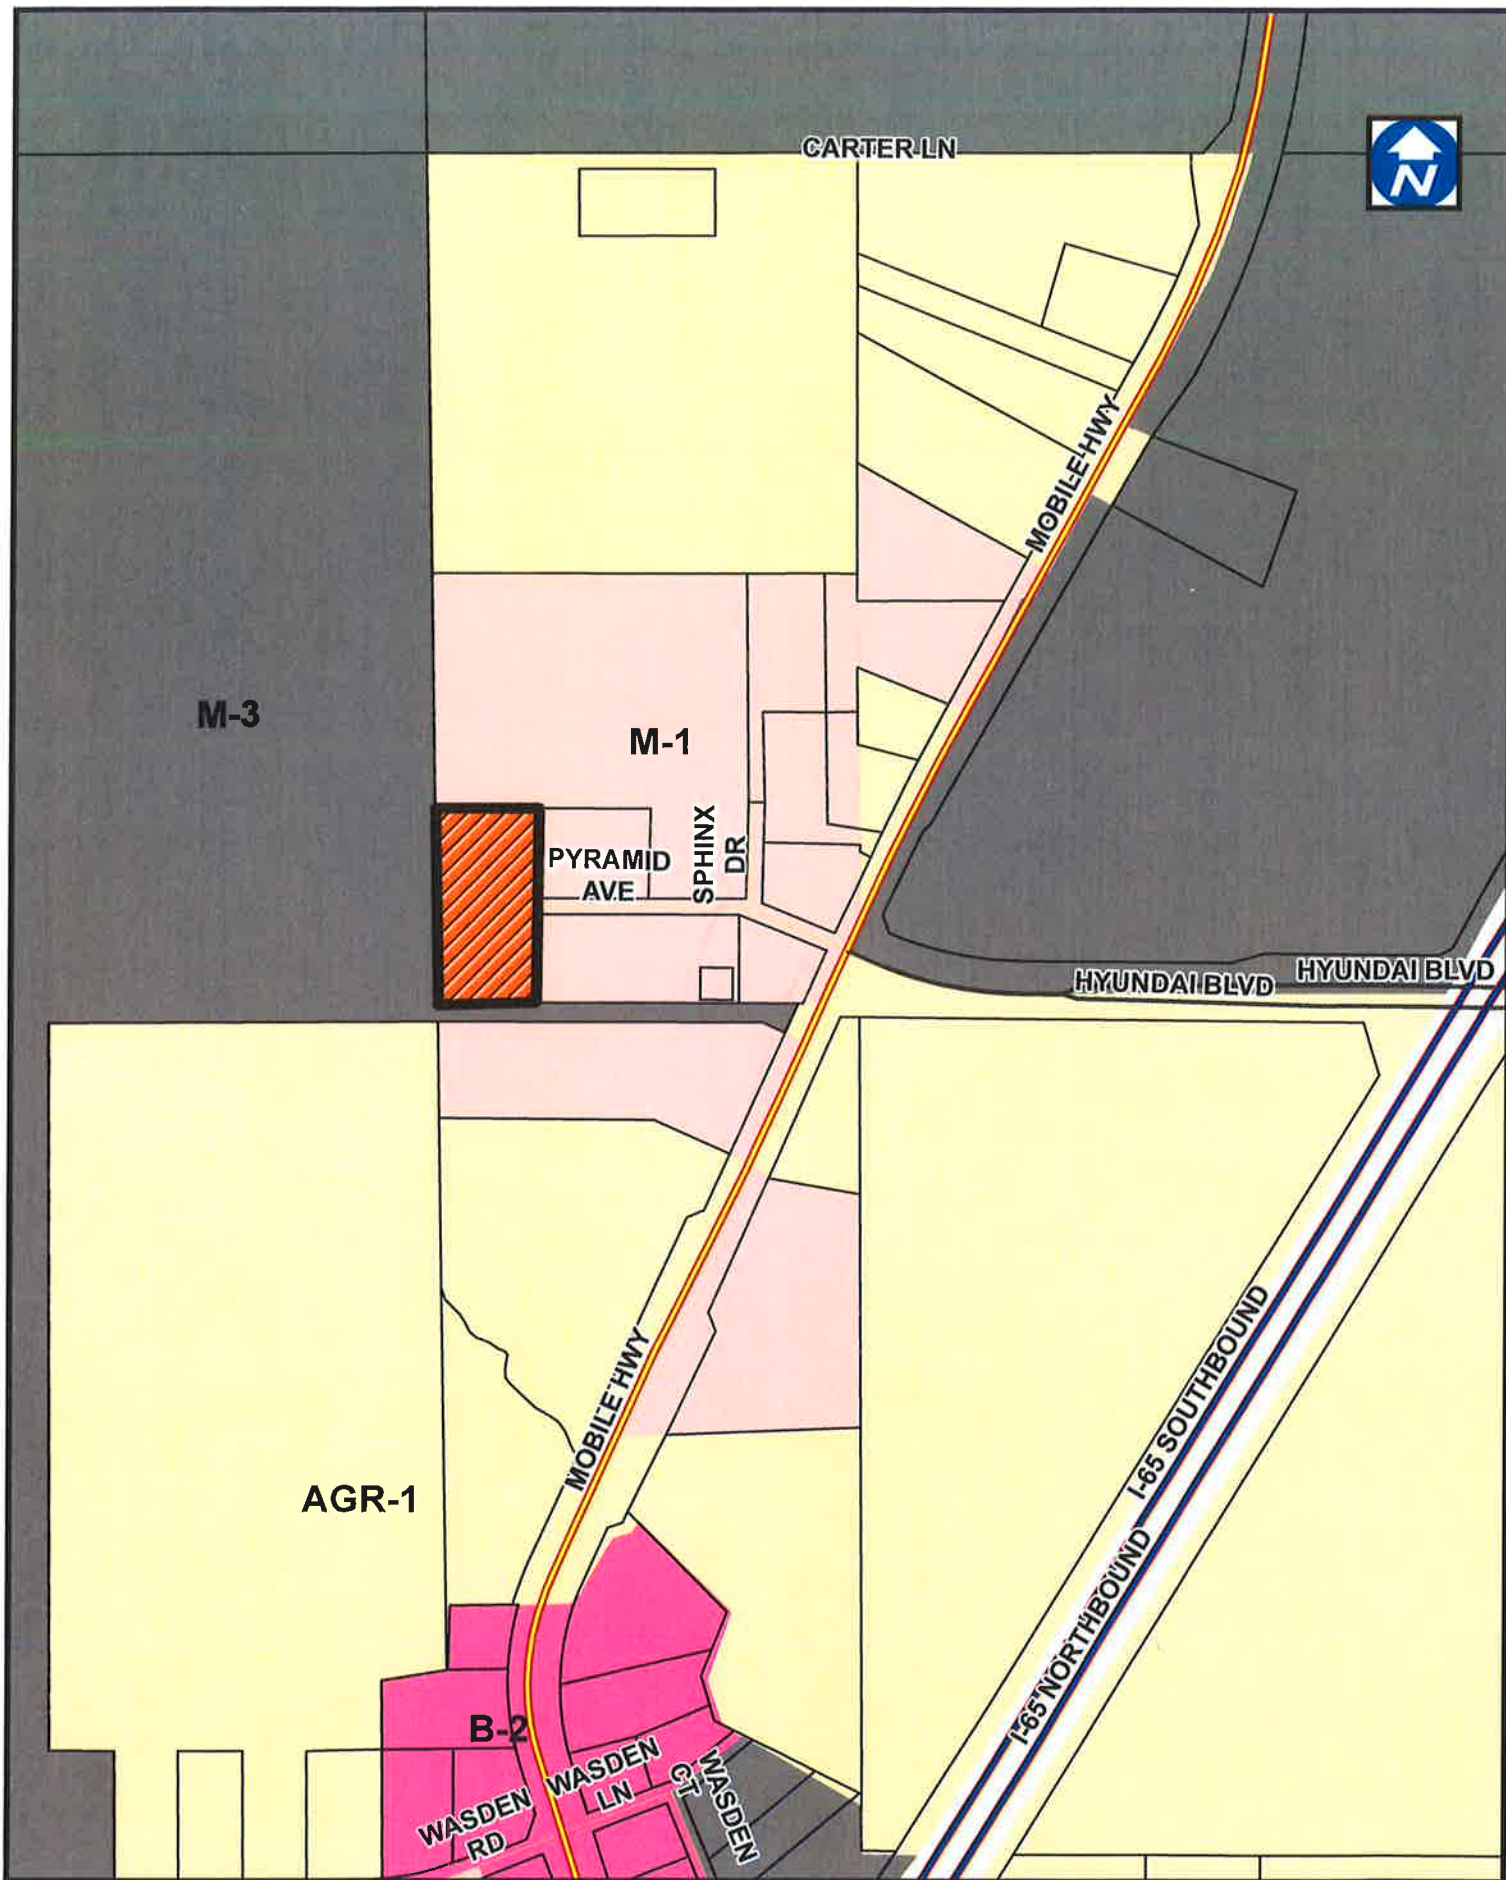 CARTER LN
N
MOBILE HWY
M-3
M-1
SPHINX
DR
PYRAMID
AVE
HYUNDAI BLVD
HYUNDAI BLVD
I-65 SOUTHBOUND
MOBILE HWY
AGR-1
I-65 NORTHBOUND
B-2
WASDEN
LN
WASDEN
CT
WASDEN
RD